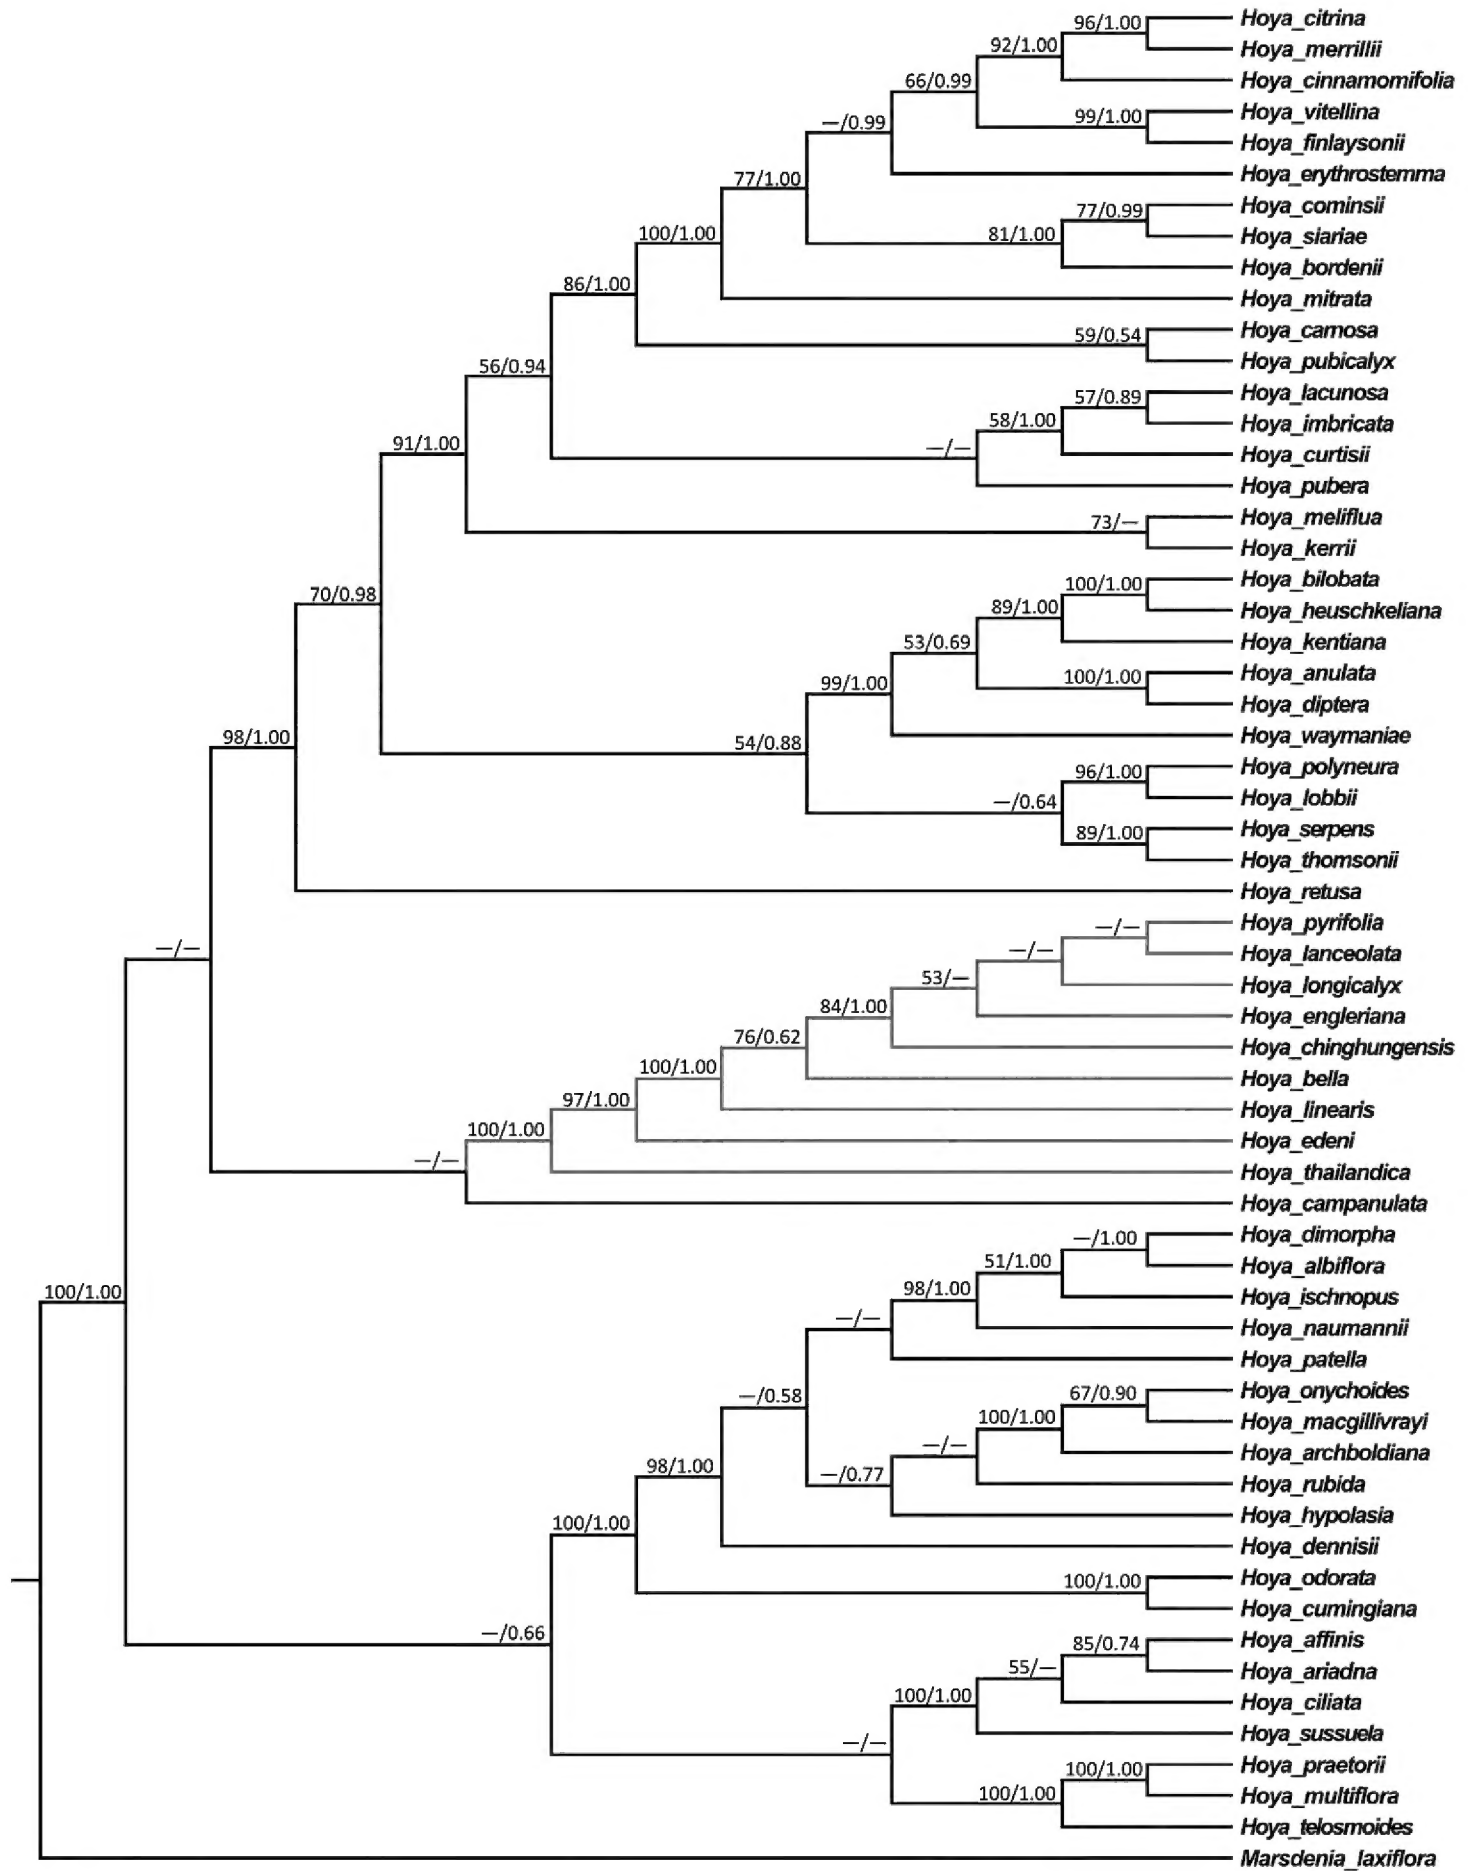 96/1.00 Hoya_citrina
92/1.00 Hoya_merrillii
66/0.99 Hoya_cinnamomifolia
—/0.99 99/1.00 Hoya_vitellina
Hoya_finlaysonii
77/1.00 Hoya_erythrostemma
77/0.99 Hoya_cominsii
100/1.00 81/1.00 Hoya_siariae
Hoya_bordenii
86/1.00 Hoya_mitrata
59/0.54 Hoya_carnosa
56/0.94 Hoya_pubicalyx
57/0.89 Hoya_lacunosa
58/1.00 Hoya_imbricata
91/1.00 —/— Hoya_curtisii
Hoya_pubera
73/— Hoya_meliflua
Hoya_kerrii
70/0.98 100/1.00 Hoya_bilobata
89/1.00 Hoya_heuschkeliana
53/0.69 Hoya_kentiana
99/1.00 100/1.00 Hoya_anulata
Hoya_diptera
98/1.00 54/0.88 Hoya_waymaniae
96/1.00 Hoya_polyneura
—/0.64 Hoya_lobbii
89/1.00 Hoya_serpens
Hoya_thomsonii
Hoya_retusa
—/— Hoya_pyrifolia
—/— —/— Hoya_lanceolata
53/— Hoya_longicalyx
84/1.00 Hoya_engleriana
76/0.62 Hoya_chinghungensis
100/1.00 Hoya_bella
97/1.00 Hoya_linearis
100/1.00 Hoya_edeni
—/— Hoya_thailandica
Hoya_campanulata
—/1.00 Hoya_dimorpha
51/1.00 Hoya_albiflora
100/1.00 98/1.00 Hoya_ischnopus
—/— Hoya_naumannii
Hoya_patella
—/0.58 67/0.90 Hoya_onychoides
100/1.00 Hoya_macgillivrayi
—/— Hoya_archboldiana
98/1.00 —/0.77 Hoya_rubida
Hoya_hypolasia
100/1.00 Hoya_dennisii
100/1.00 Hoya_odorata
Hoya_cumingiana
—/0.66 85/0.74 Hoya_affinis
55/— Hoya_ariadna
100/1.00 Hoya_ciliata
—/— Hoya_sussuela
100/1.00 Hoya_praetorii
100/1.00 Hoya_multiflora
Hoya_telosmoides
Marsdenia_laxiflora